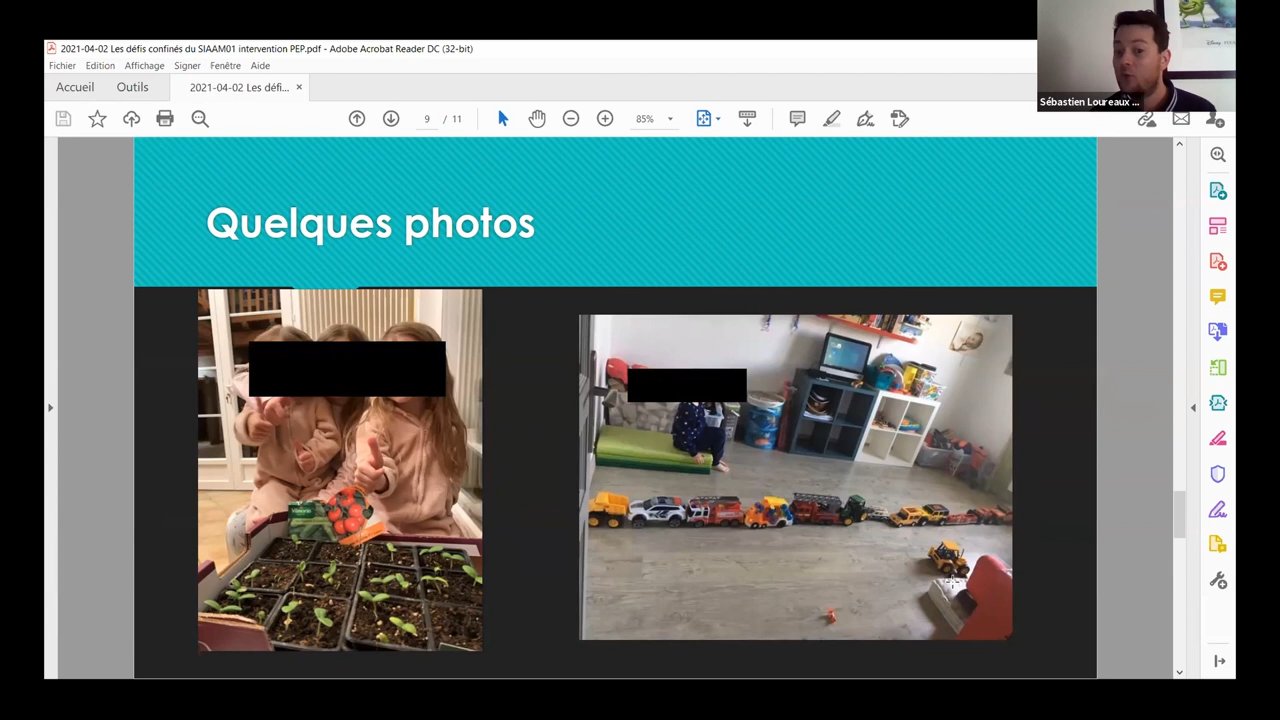 2021-04-02 Les défis confinés du SIAAM01 intervention PEP.pdf - Adobe Acrobat Reader DC (32-bit)
Fichier Edition Affichage Signer Fenêtre Aide
Accueil Outils 2021-04-02 Les défi... ×
9 / 11 85%
Sébastien Loureaux ...
Quelques photos